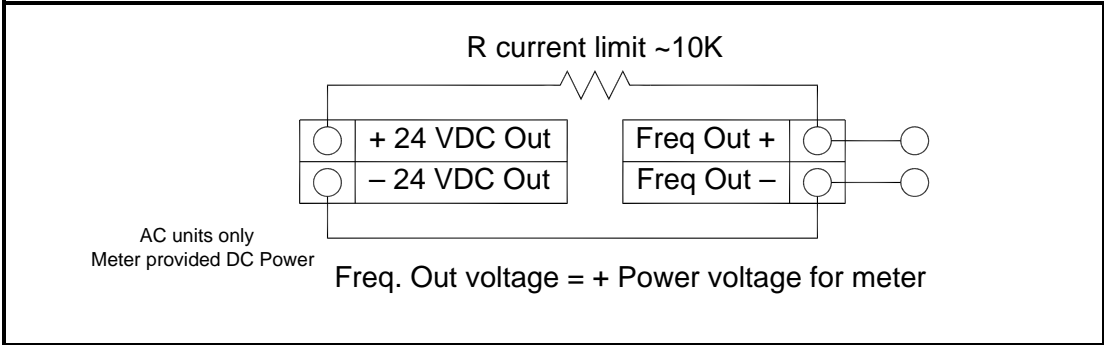 R current limit ~10K
+ 24 VDC Out
Freq Out +
– 24 VDC Out
Freq Out –
AC units only
Meter provided DC Power
Freq. Out voltage = + Power voltage for meter